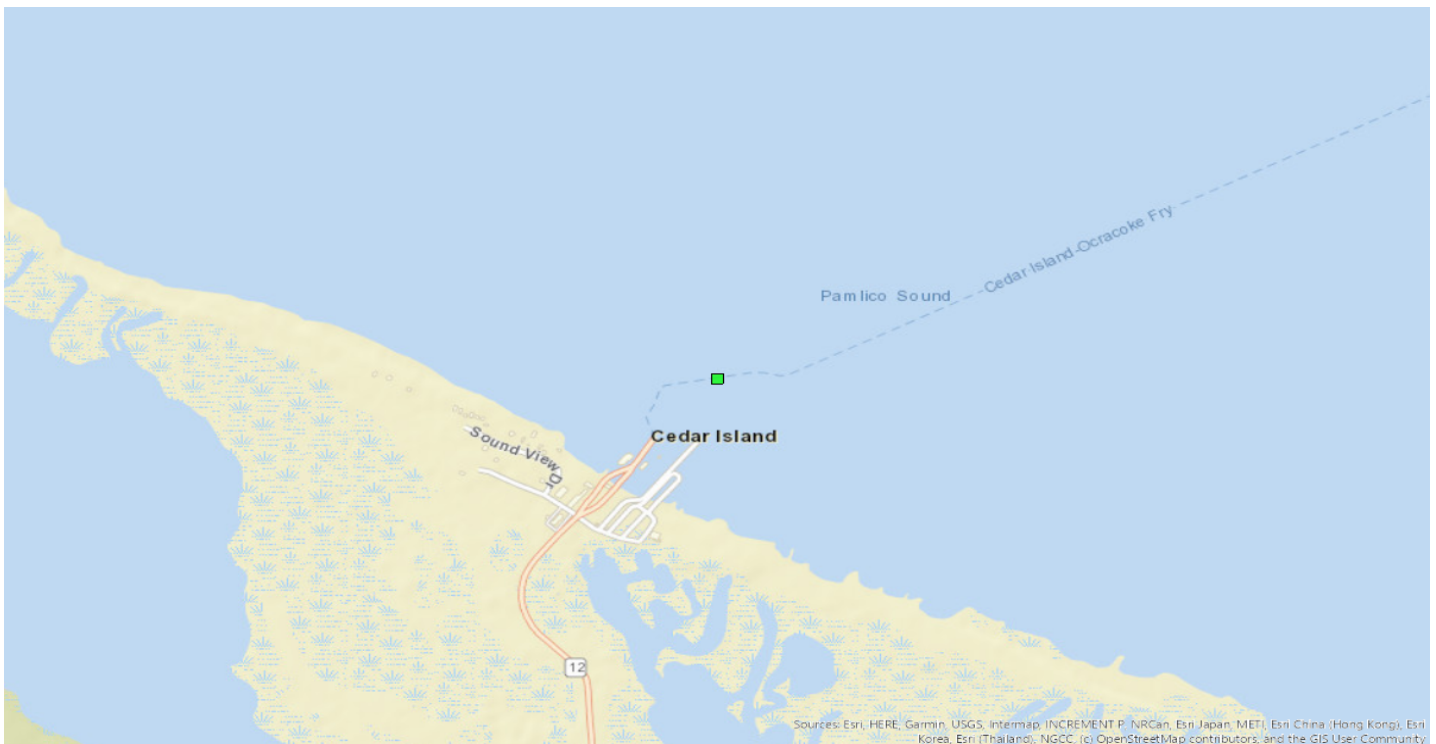 Cedar Island-Ocracoke Fry
Pamlico Sound
Cedar Island
Sound View Dr
12
Sources: Esri, HERE, Garmin, USGS, Intermap, INCREMENT P, NRCan, Esri Japan, METI, Esri China (Hong Kong), Esri
Korea, Esri (Thailand), NGCC, (c) OpenStreetMap contributors, and the GIS User Community